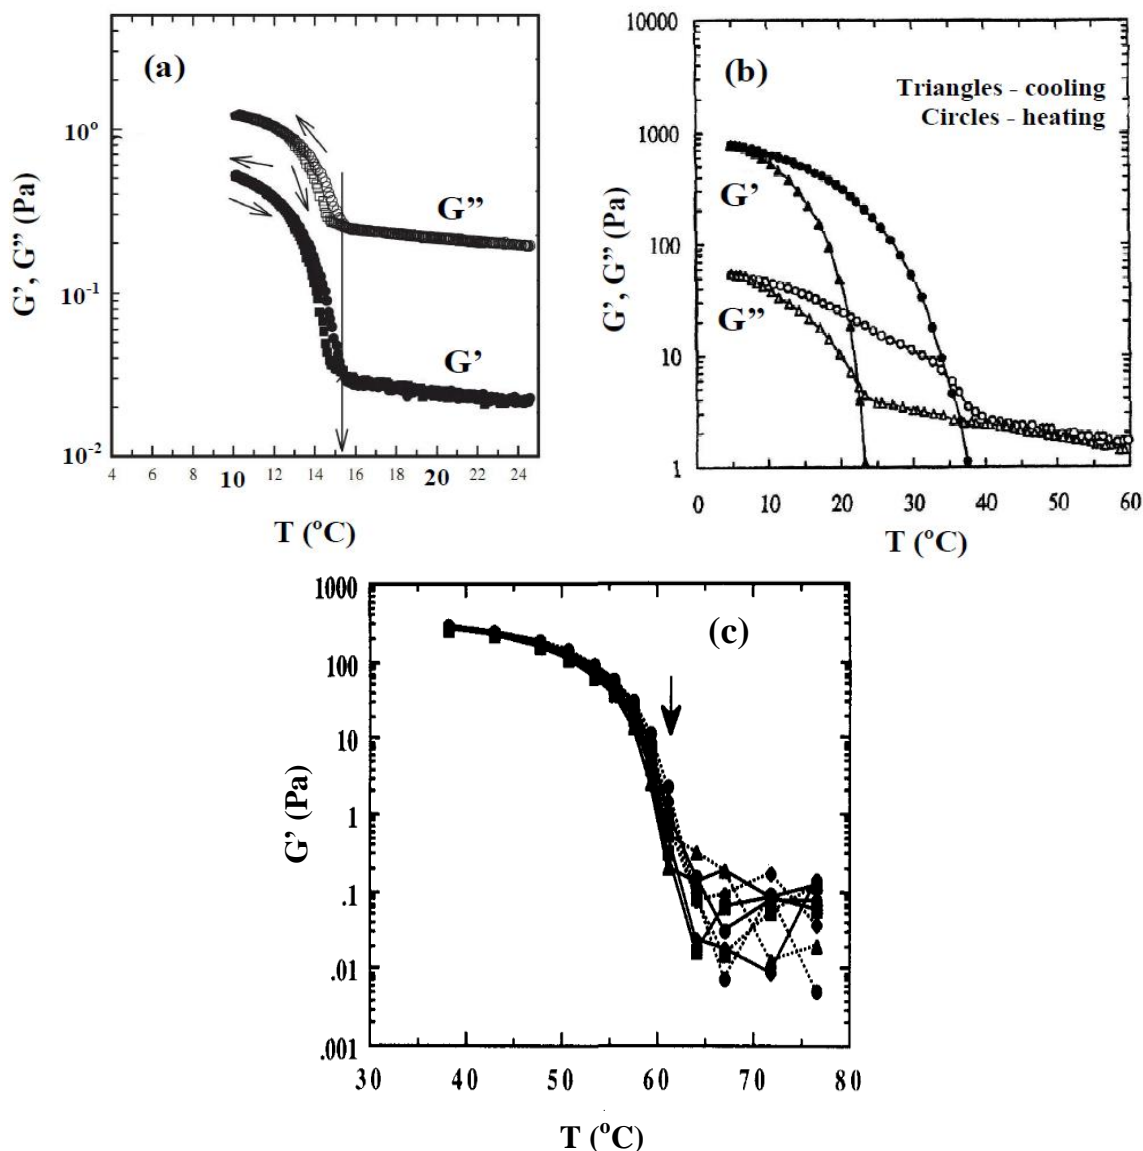 (a)
10⁰
10⁻¹
10⁻²
G', G” (Pa)
G”
G'
4 6 8 10 12 14 16 18 20 22 24
T (°C)
(b)
Triangles - cooling
Circles - heating
10000
1000
100
10
1
G', G” (Pa)
G'
G”
0 10 20 30 40 50 60
T (°C)
(c)
1000
100
10
1
.1
.01
.001
G' (Pa)
30 40 50 60 70 80
T (°C)